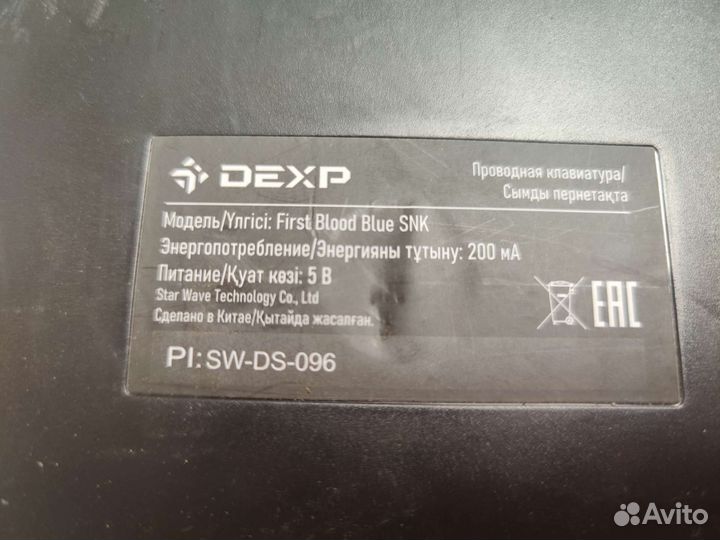 DEXP
Проводная клавиатура/
Сымды пернетақта
Модель/Үлгісі: First Blood Blue SNK
Энергопотребление/Энергияны тұтыну: 200 мА
Питание/Қуат көзі: 5 В
Star Wave Technology Co., Ltd
Сделано в Китае/Қытайда жасалған.
EAC
PI: SW-DS-096
Avito